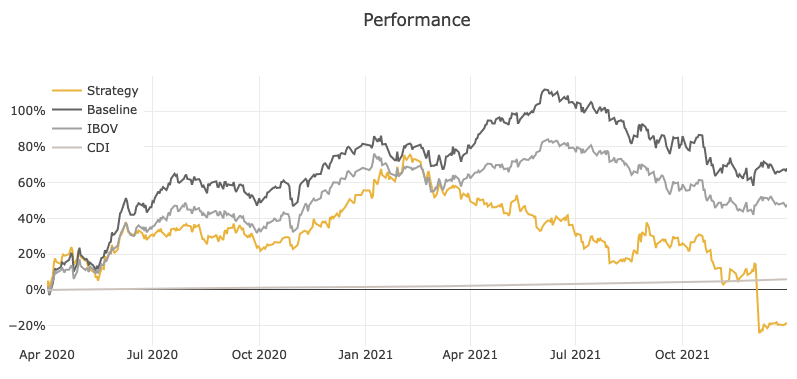 Performance
Strategy
Baseline
IBOV
CDI
100%
80%
60%
40%
20%
0%
−20%
Apr 2020 Jul 2020 Oct 2020 Jan 2021 Apr 2021 Jul 2021 Oct 2021